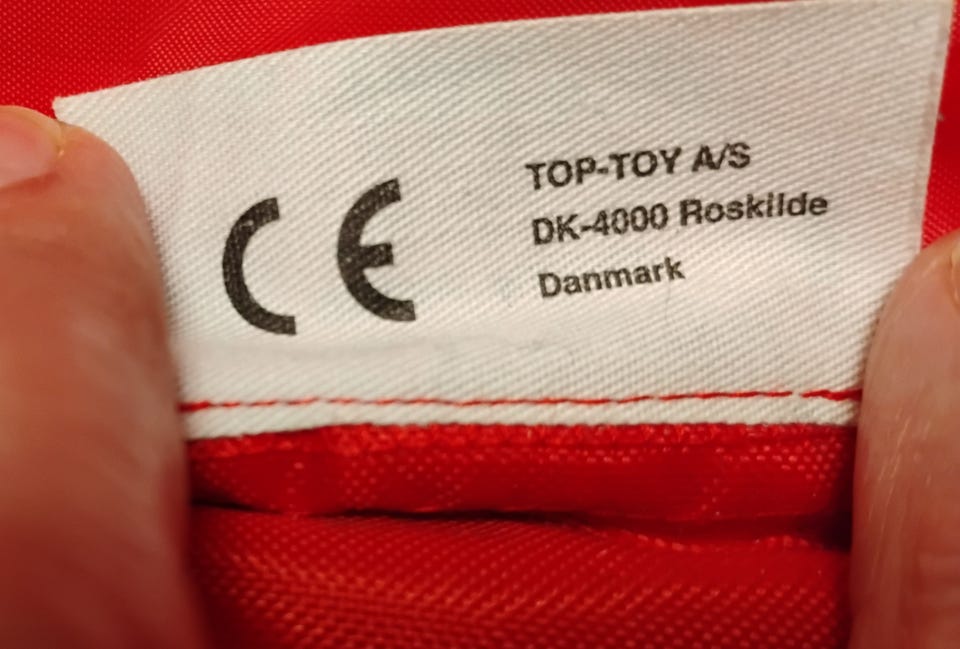 CE
TOP-TOY A/S
DK-4000 Roskilde
Danmark